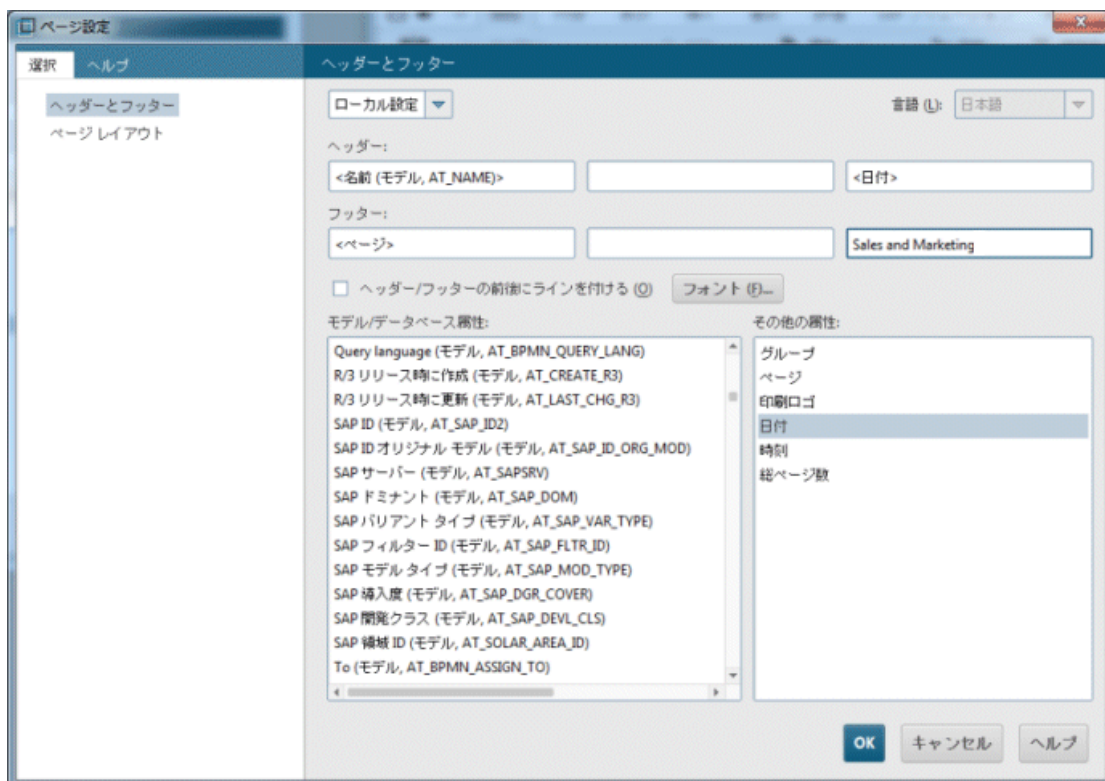 ページ設定
選択 ヘルプ
ヘッダーとフッター
ヘッダーとフッター
ページ レイアウト
ローカル設定
言語 (L): 日本語
ヘッダー:
<名前 (モデル, AT_NAME)>
<日付>
フッター:
<ページ>
Sales and Marketing
ヘッダー/フッターの前後にラインを付ける (O)
フォント (F)...
モデル/データベース属性:
Query language (モデル, AT_BPMN_QUERY_LANG)
R/3 リリース時に作成 (モデル, AT_CREATE_R3)
R/3 リリース時に更新 (モデル, AT_LAST_CHG_R3)
SAP ID (モデル, AT_SAP_ID2)
SAP ID オリジナル モデル (モデル, AT_SAP_ID_ORG_MOD)
SAP サーバー (モデル, AT_SAPSRV)
SAP ドミナント (モデル, AT_SAP_DOM)
SAP バリアント タイプ (モデル, AT_SAP_VAR_TYPE)
SAP フィルター ID (モデル, AT_SAP_FLTR_ID)
SAP モデル タイプ (モデル, AT_SAP_MOD_TYPE)
SAP 導入度 (モデル, AT_SAP_DGR_COVER)
SAP 開発クラス (モデル, AT_SAP_DEVL_CLS)
SAP 領域 ID (モデル, AT_SOLAR_AREA_ID)
To (モデル, AT_BPMN_ASSIGN_TO)
その他の属性:
グループ
ページ
印刷ロゴ
日付
時刻
総ページ数
OK
キャンセル
ヘルプ